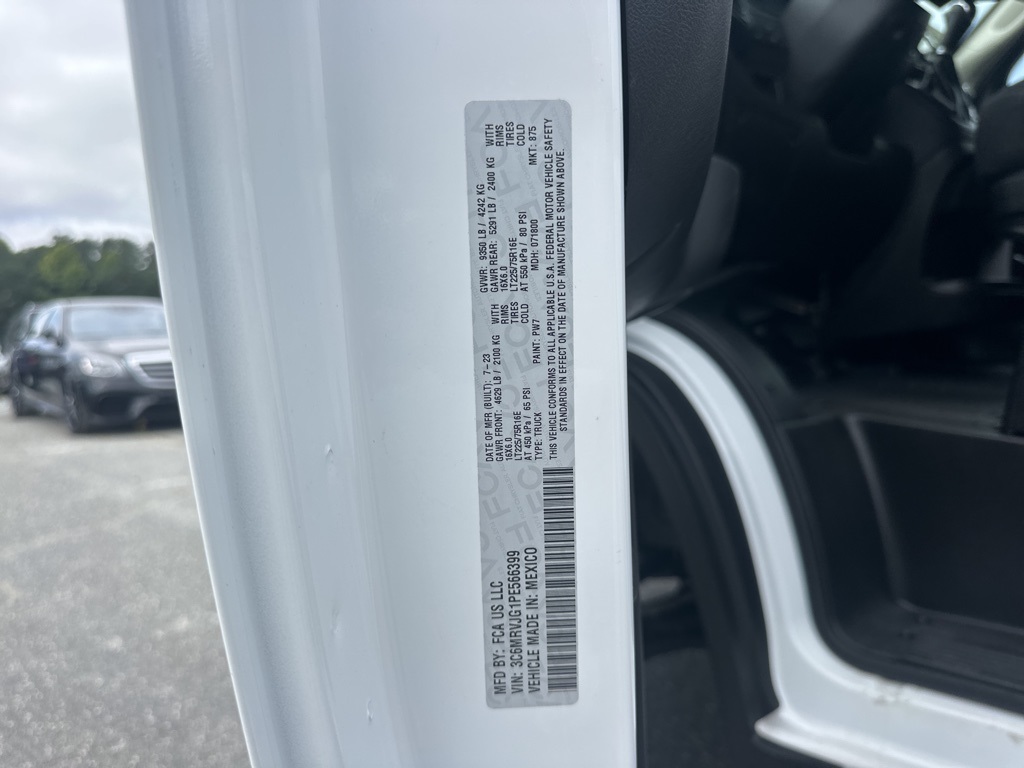 MFD BY: FCA US LLC
VIN: 3C6MRVJG1PE566399
VEHICLE MADE IN: MEXICO
DATE OF MFR (BUILT): 7-23 GVWR: 9350 LB / 4242 KG
GAWR FRONT: 4629 LB / 2100 KG WITH GAWR REAR: 5291 LB / 2400 KG WITH
16X6.0 RIMS 16X6.0 RIMS
LT225/75R16E TIRES LT225/75R16E TIRES
AT 450 kPa / 65 PSI COLD AT 550 kPa / 80 PSI COLD
TYPE: TRUCK PAINT: PW7 MDH: 071800 MKT: 875
THIS VEHICLE CONFORMS TO ALL APPLICABLE U.S.A. FEDERAL MOTOR VEHICLE SAFETY
STANDARDS IN EFFECT ON THE DATE OF MANUFACTURE SHOWN ABOVE.